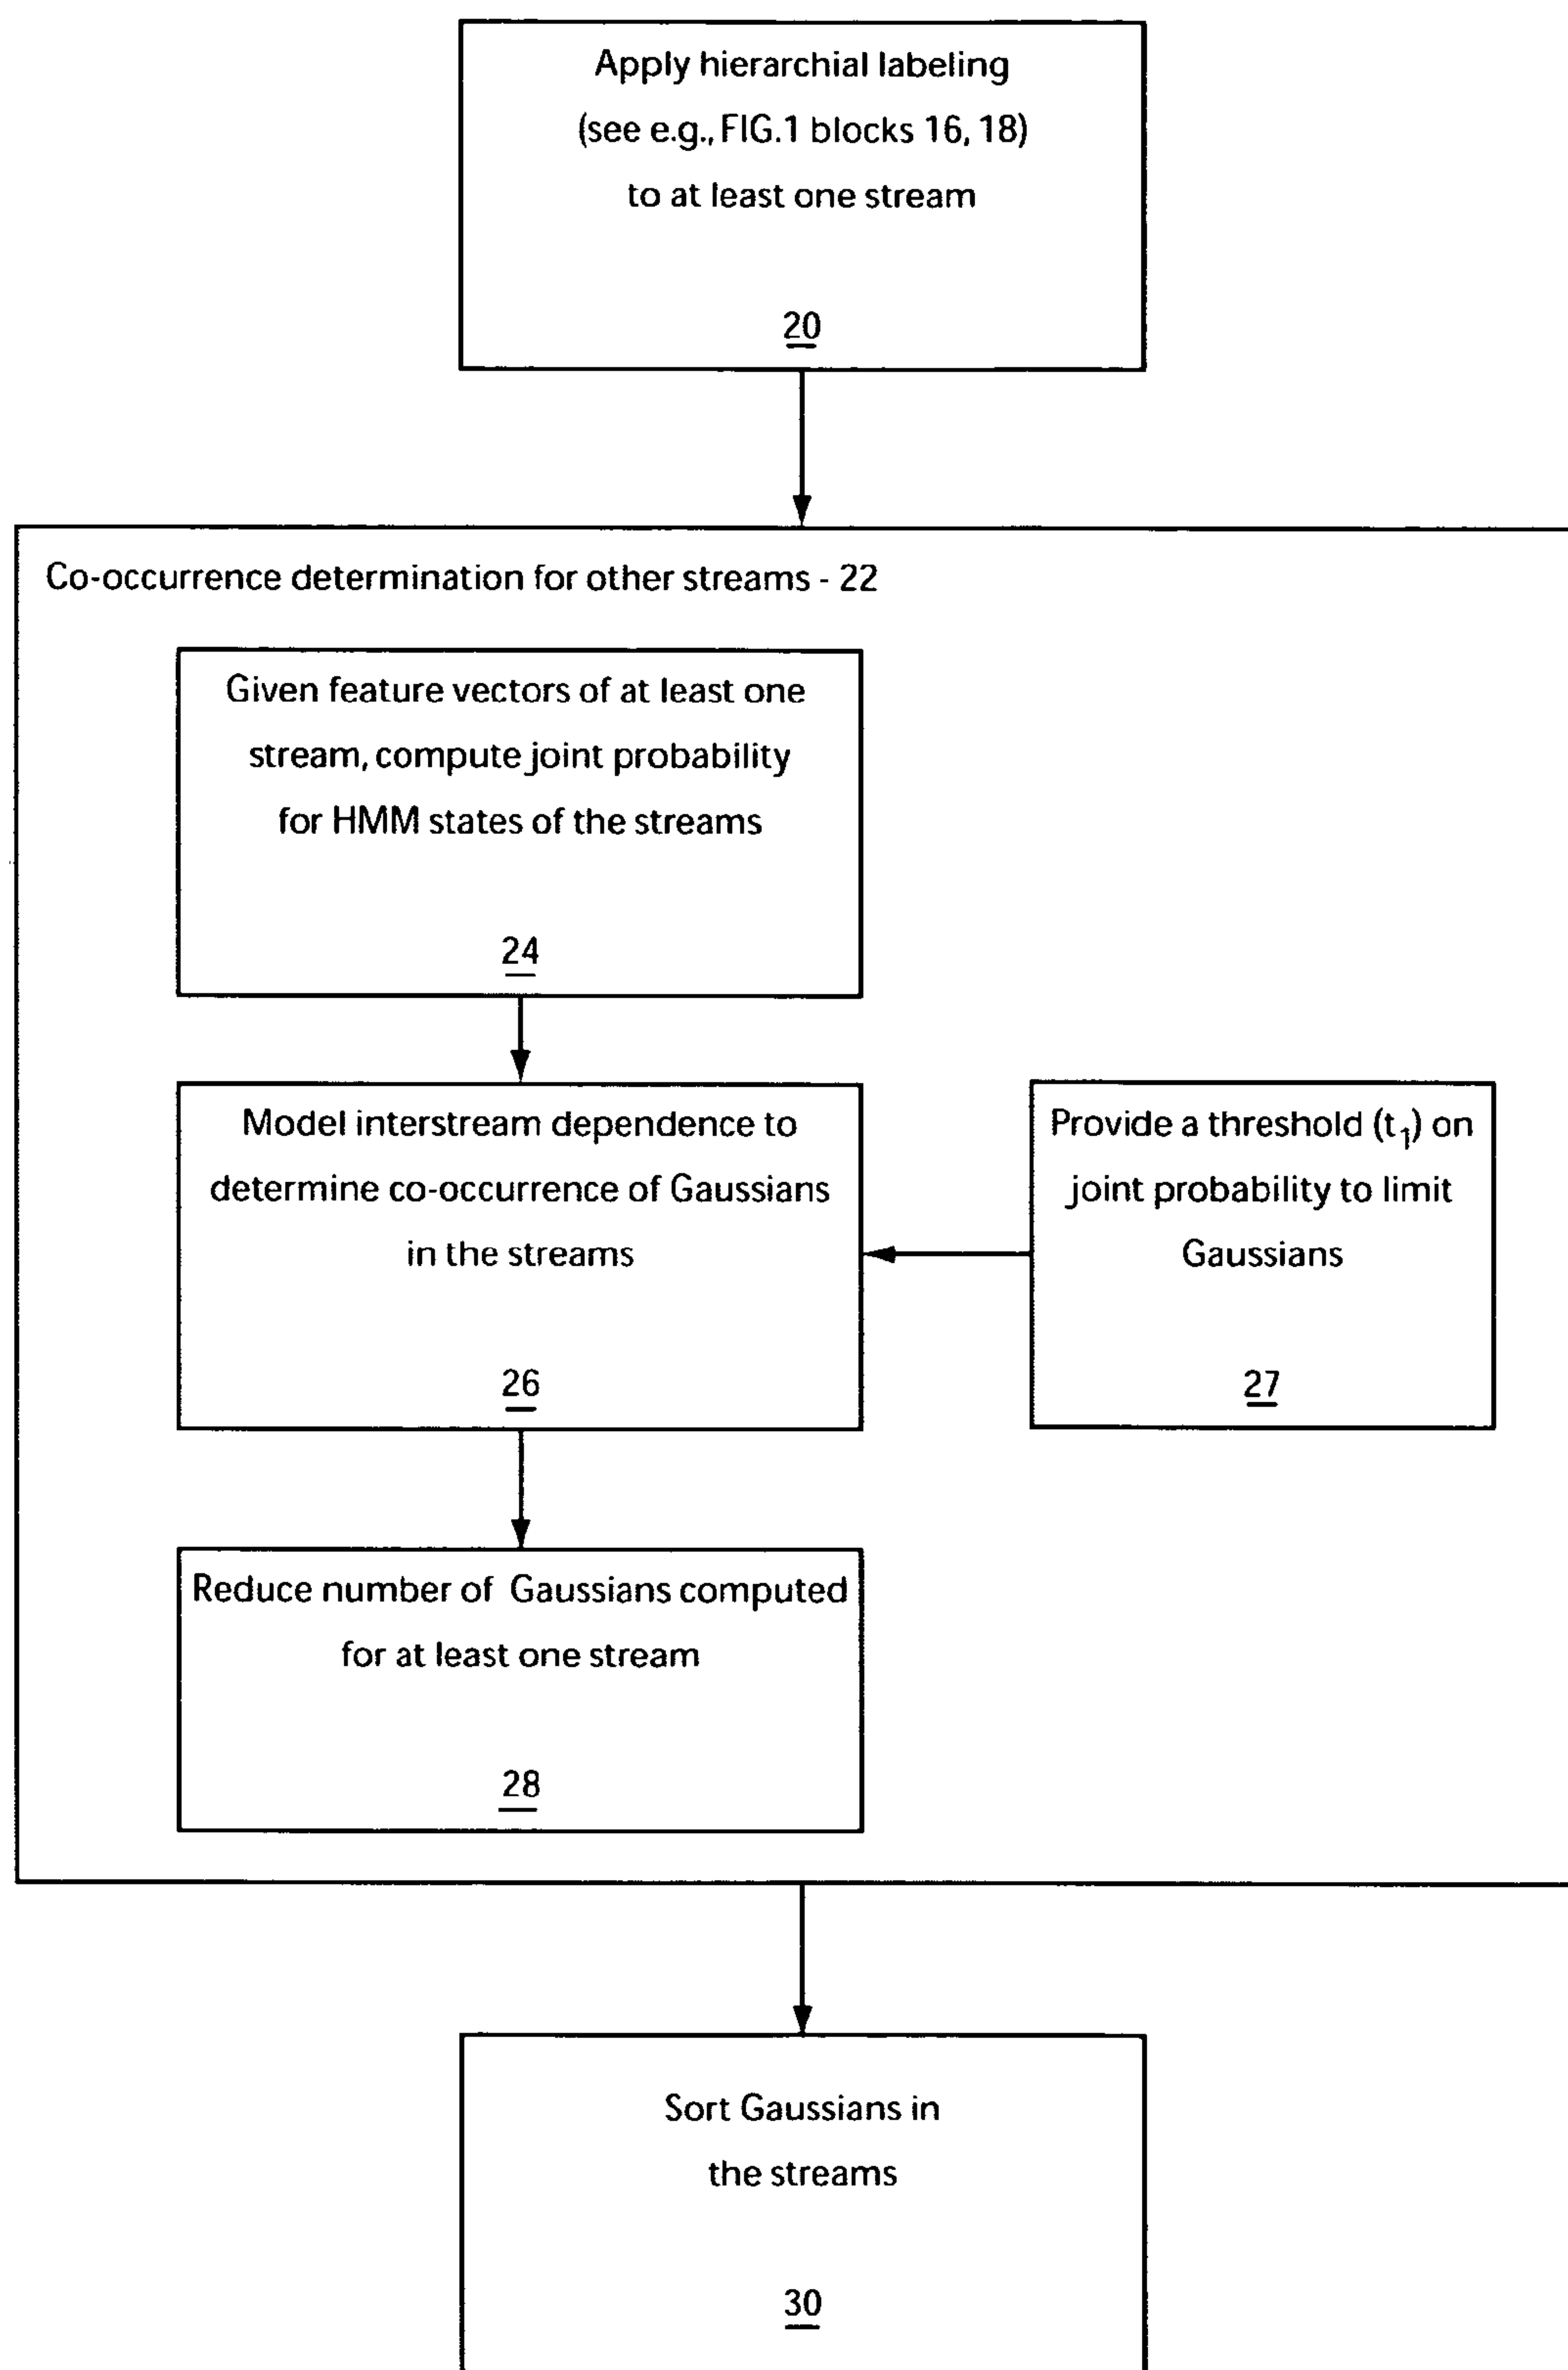 Apply hierarchial labeling
(see e.g., FIG.1 blocks 16, 18)
to at least one stream
20
Co-occurrence determination for other streams - 22
Given feature vectors of at least one
stream, compute joint probability
for HMM states of the streams
24
Model interstream dependence to
determine co-occurrence of Gaussians
in the streams
26
Provide a threshold (t1) on
joint probability to limit
Gaussians
27
Reduce number of Gaussians computed
for at least one stream
28
Sort Gaussians in
the streams
30